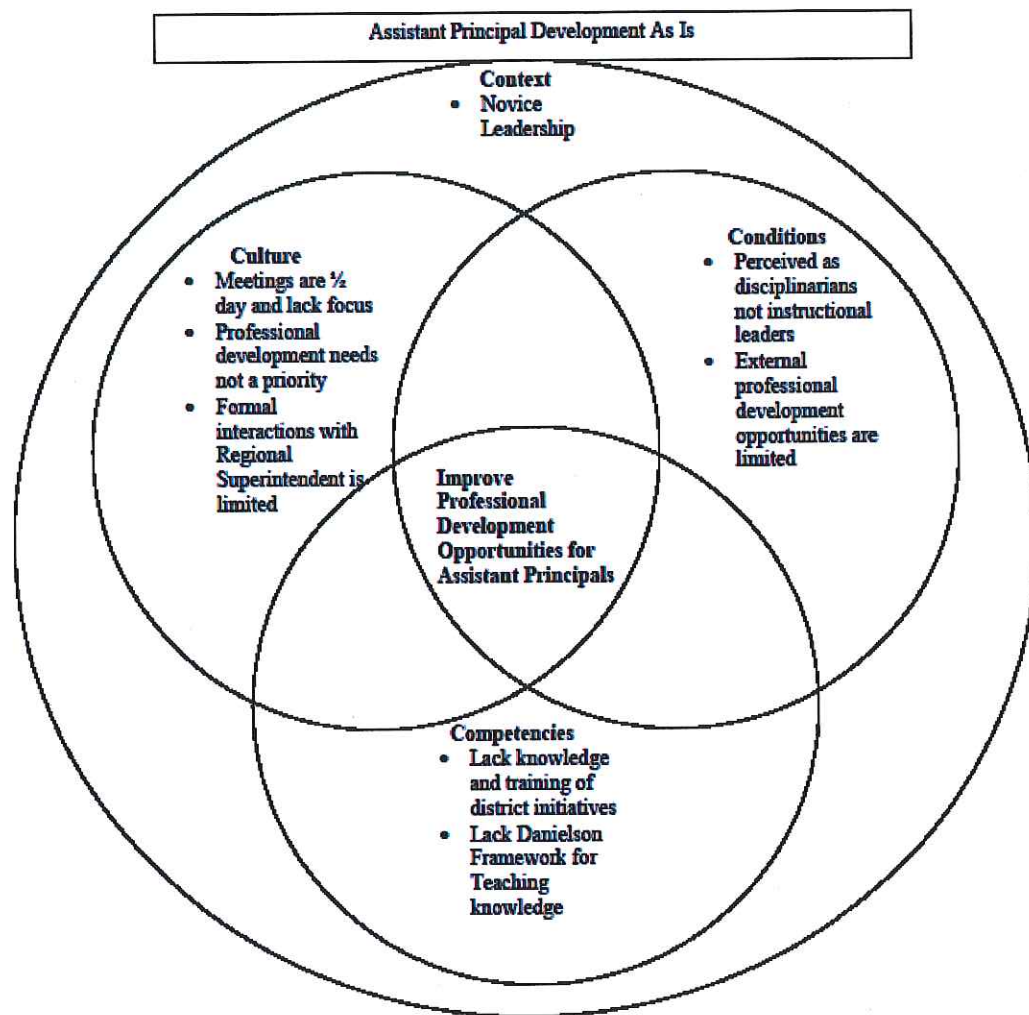 Assistant Principal Development As Is
Context
• Novice
Leadership
Culture
• Meetings are ½
day and lack focus
• Professional
development needs
not a priority
• Formal
interactions with
Regional
Superintendent is
limited
Conditions
• Perceived as
disciplinarians
not instructional
leaders
• External
professional
development
opportunities are
limited
Improve
Professional
Development
Opportunities for
Assistant Principals
Competencies
• Lack knowledge
and training of
district initiatives
• Lack Danielson
Framework for
Teaching
knowledge